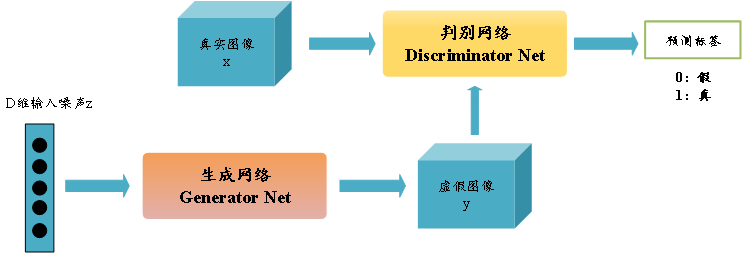 真实图像
x
判别网络
Discriminator Net
预测标签
0: 假
1: 真
D维输入噪声z
生成网络
Generator Net
虚假图像
y